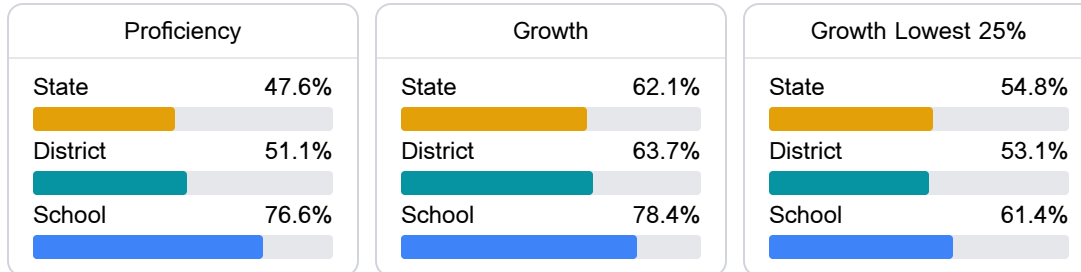 Proficiency
State 47.6%
District 51.1%
School 76.6%
Growth
State 62.1%
District 63.7%
School 78.4%
Growth Lowest 25%
State 54.8%
District 53.1%
School 61.4%